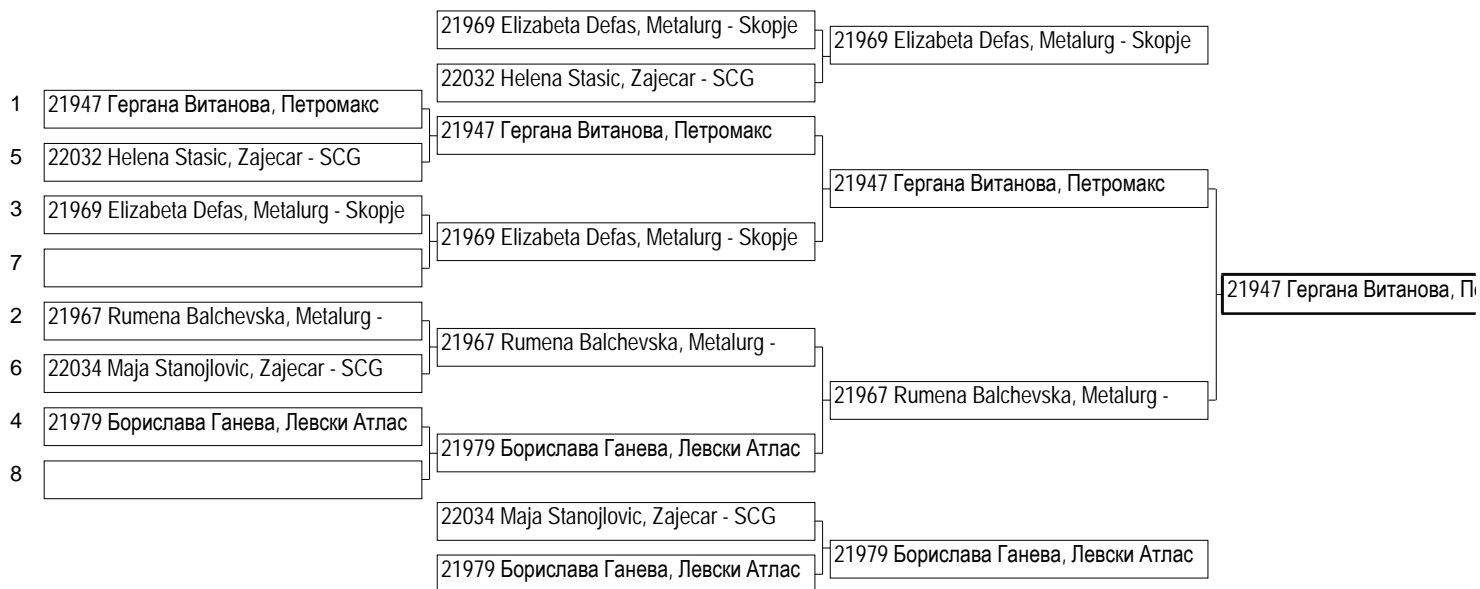 21969 Elizabeta Defas, Metalurg - Skopje
21969 Elizabeta Defas, Metalurg - Skopje
22032 Helena Stasic, Zajecar - SCG
1 21947 Гергана Витанова, Петромакс
21947 Гергана Витанова, Петромакс
5 22032 Helena Stasic, Zajecar - SCG
21947 Гергана Витанова, Петромакс
3 21969 Elizabeta Defas, Metalurg - Skopje
21969 Elizabeta Defas, Metalurg - Skopje
7
21947 Гергана Витанова,
2 21967 Rumena Balchevska, Metalurg -
21967 Rumena Balchevska, Metalurg -
6 22034 Maja Stanojlovic, Zajecar - SCG
21967 Rumena Balchevska, Metalurg -
4 21979 Борислава Ганева, Левски Атлас
21979 Борислава Ганева, Левски Атлас
8
22034 Maja Stanojlovic, Zajecar - SCG
21979 Борислава Ганева, Левски Атлас
21979 Борислава Ганева, Левски Атлас